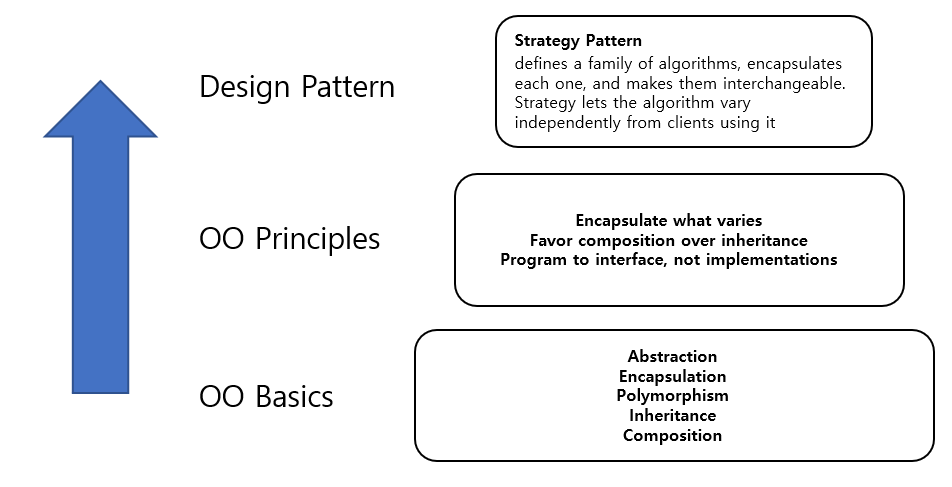 Design Pattern
Strategy Pattern
defines a family of algorithms, encapsulates
each one, and makes them interchangeable.
Strategy lets the algorithm vary
independently from clients using it
OO Principles
Encapsulate what varies
Favor composition over inheritance
Program to interface, not implementations
OO Basics
Abstraction
Encapsulation
Polymorphism
Inheritance
Composition